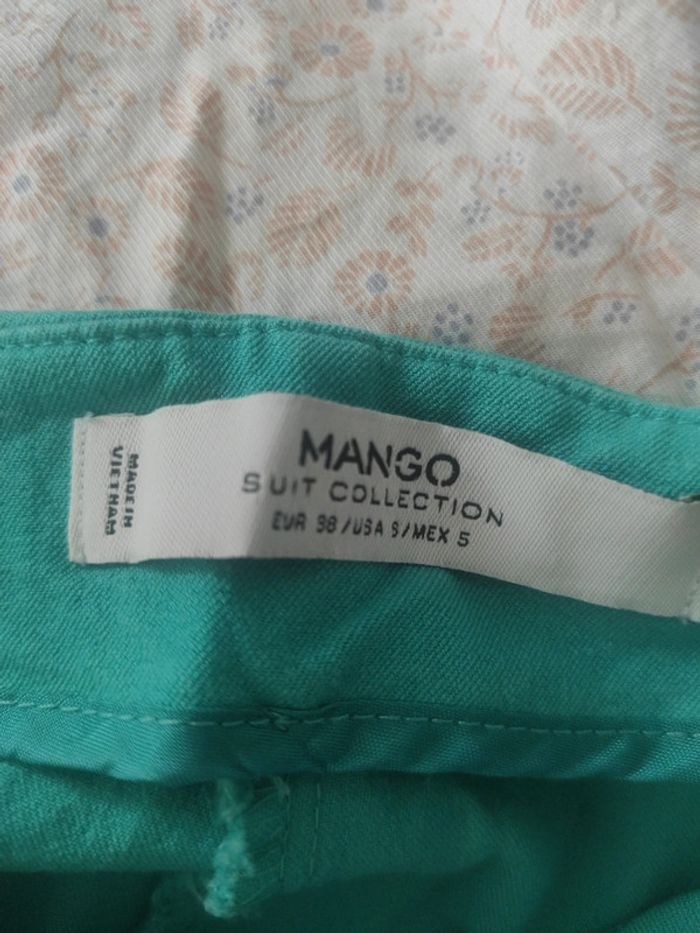 MANGO
SUIT COLLECTION
EUR 38 / USA 6 / MEX 5
MADE IN
VIETNAM